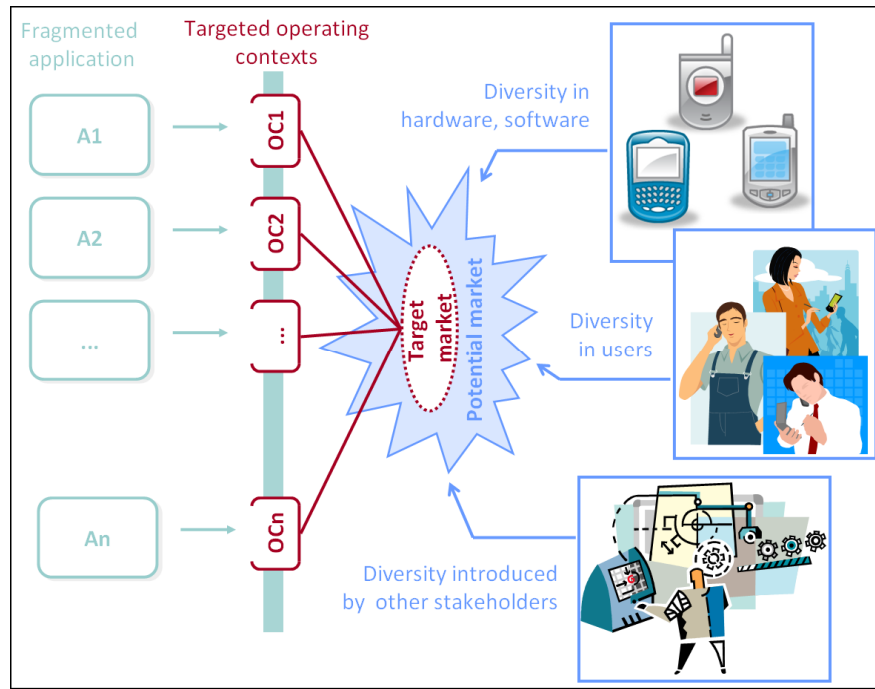 Fragmented
application
Targeted operating
contexts
A1
A2
...
An
OC1
OC2
...
OCn
Target
market
Potential market
Diversity in
hardware, software
Diversity
in users
Diversity introduced
by other stakeholders